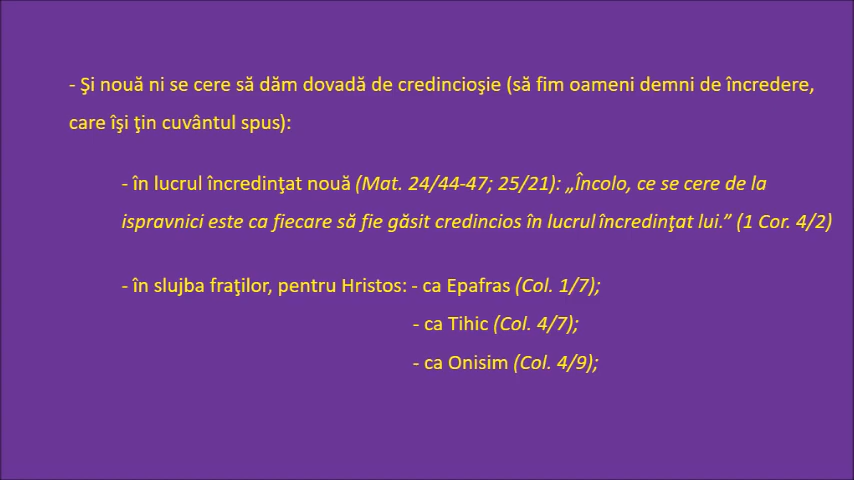 - Şi nouă ni se cere să dăm dovadă de credincioşie (să fim oameni demni de încredere,
care îşi ţin cuvântul spus):
- în lucrul încredinţat nouă (Mat. 24/44-47; 25/21): „Încolo, ce se cere de la
ispravnici este ca fiecare să fie găsit credincios în lucrul încredinţat lui.” (1 Cor. 4/2)
- în slujba fraţilor, pentru Hristos: - ca Epafras (Col. 1/7);
- ca Tihic (Col. 4/7);
- ca Onisim (Col. 4/9);